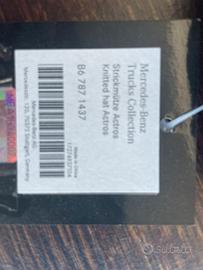 Mercedes-Benz
Trucks Collection
Strickmütze Actros
Knitted hat Actros
B6 787 1437
Made in China
Mercedes-Benz AG
Mercedesstr. 120, 70372 Stuttgart, Germany
subito